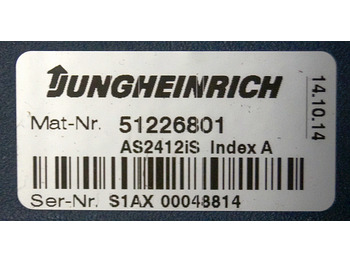 JUNGHEINRICH
Mat-Nr. 51226801
AS2412iS Index A
Ser-Nr. S1AX 00048814
14.10.14